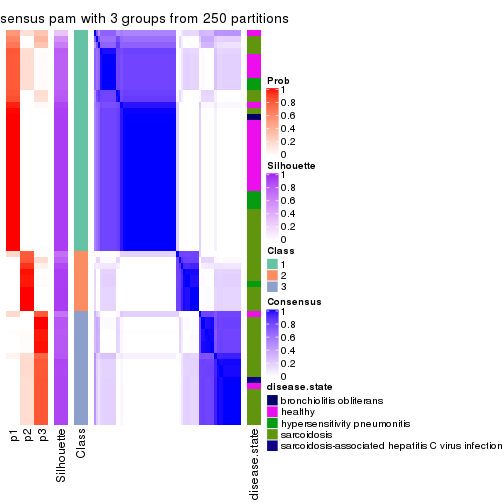 sensus pam with 3 groups from 250 partitions
Prob
1
0.8
0.6
0.4
0.2
0
Silhouette
1
0.8
0.6
0.4
0.2
0
Class
1
2
3
Consensus
1
0.8
0.6
0.4
0.2
0
disease.state
bronchiolitis obliterans
healthy
hypersensitivity pneumonitis
sarcoidosis
sarcoidosis-associated hepatitis C virus infection
p1
p2
p3
Silhouette
Class
disease.state